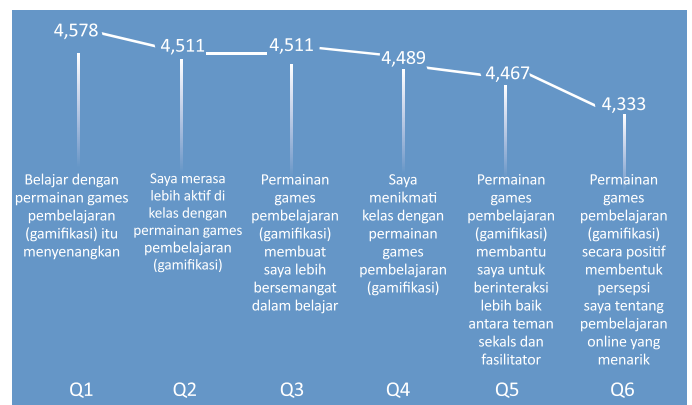 4,578
4,511
4,511
4,489
4,467
4,333
Belajar dengan
permainan games
pembelajaran
(gamifikasi) itu
menyenangkan
Saya merasa
lebih aktif di
kelas dengan
permainan games
pembelajaran
(gamifikasi)
Permainan
games
pembelajaran
(gamifikasi)
membuat
saya lebih
bersemangat
dalam belajar
Saya
menikmati
kelas dengan
permainan
games
pembelajaran
(gamifikasi)
Permainan
games
pembelajaran
(gamifikasi)
membantu
saya untuk
berinteraksi
lebih baik
antara teman
sekals dan
fasilitator
Permainan
games
pembelajaran
(gamifikasi)
secara positif
membentuk
persepsi
saya tentang
pembelajaran
online yang
menarik
Q1
Q2
Q3
Q4
Q5
Q6